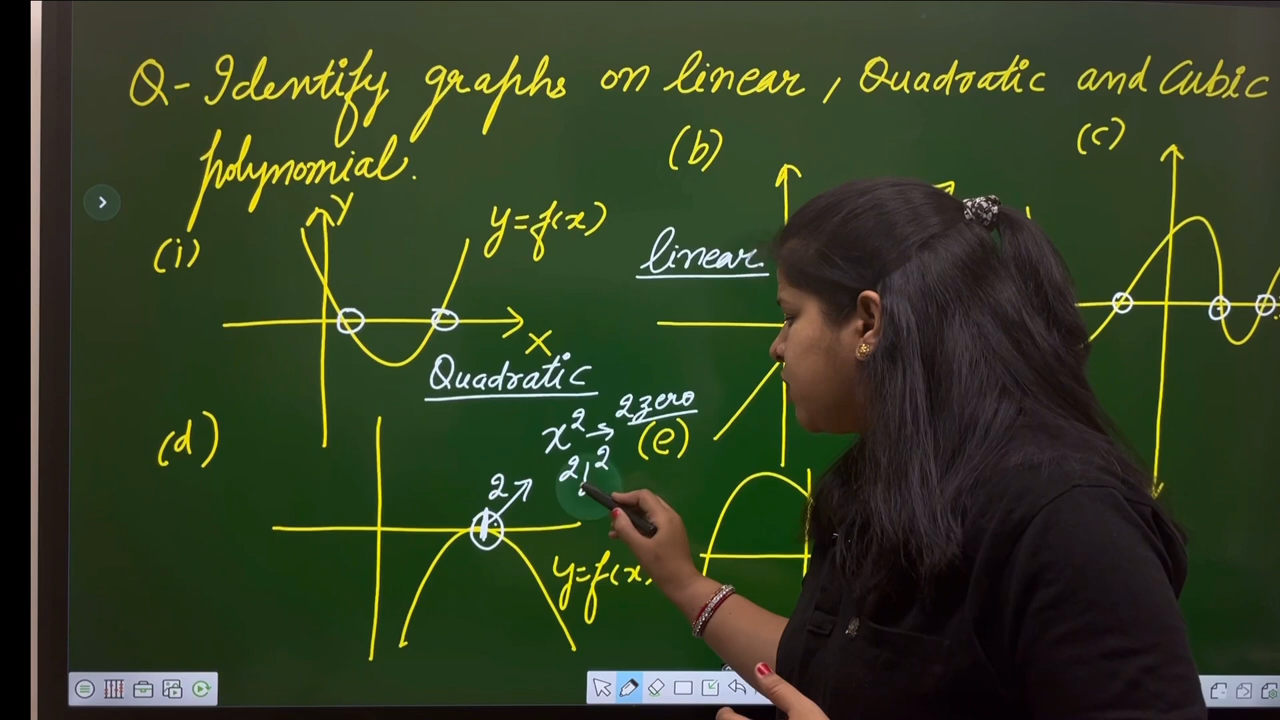 Q- Identify graphs on linear, Quadratic and Cubic
polynomial.
(b)
(c)
(i)
Y
y=f(x)
linear
X
Quadratic
x² → 2 zero
(d)
(e)
2
y=f(x)